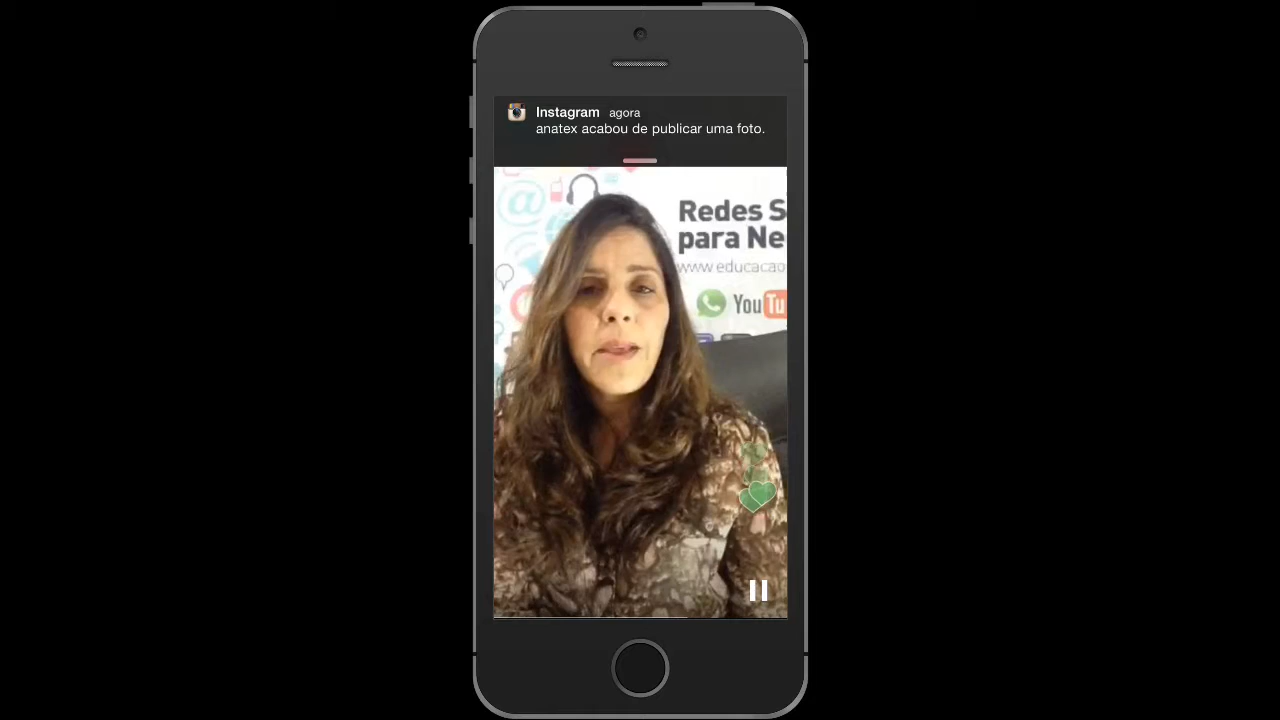 Instagram agora
anatex acabou de publicar uma foto.
Redes S
para Ne
www.educacao
YouTu